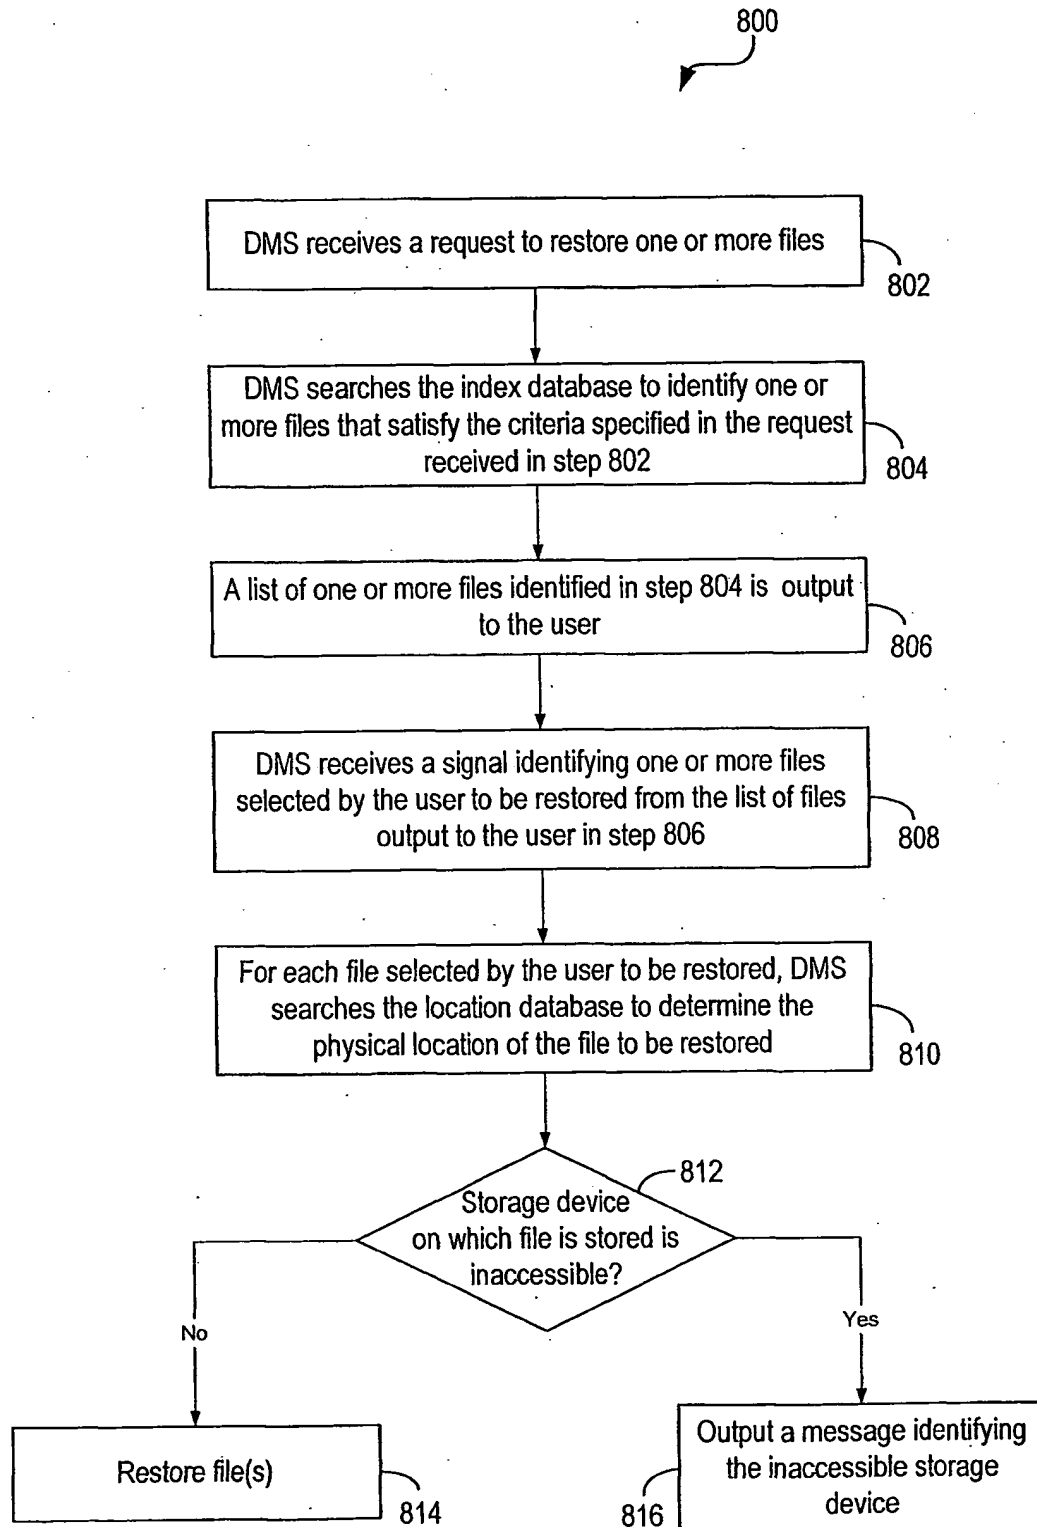 800
DMS receives a request to restore one or more files
802
DMS searches the index database to identify one or
more files that satisfy the criteria specified in the request
received in step 802
804
A list of one or more files identified in step 804 is output
to the user
806
DMS receives a signal identifying one or more files
selected by the user to be restored from the list of files
output to the user in step 806
808
For each file selected by the user to be restored, DMS
searches the location database to determine the
physical location of the file to be restored
810
812
Storage device
on which file is stored is
inaccessible?
No
Yes
Restore file(s)
814
Output a message identifying
the inaccessible storage
device
816